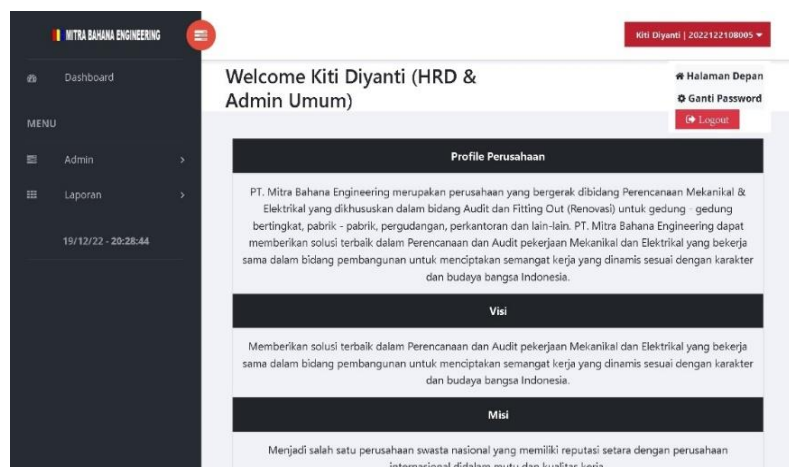 MITRA BAHANA ENGINEERING
Kiti Diyanti | 2022122108005
Dashboard
MENU
Admin
Laporan
19/12/22 - 20:28:44
Welcome Kiti Diyanti (HRD &
Admin Umum)
Halaman Depan
Ganti Password
Logout
Profile Perusahaan
PT. Mitra Bahana Engineering merupakan perusahaan yang bergerak dibidang Perencanaan Mekanikal &
Elektrikal yang dikhususkan dalam bidang Audit dan Fitting Out (Renovasi) untuk gedung - gedung
bertingkat, pabrik - pabrik, pergudangan, perkantoran dan lain-lain. PT. Mitra Bahana Engineering dapat
memberikan solusi terbaik dalam Perencanaan dan Audit pekerjaan Mekanikal dan Elektrikal yang bekerja
sama dalam bidang pembangunan untuk menciptakan semangat kerja yang dinamis sesuai dengan karakter
dan budaya bangsa Indonesia.
Visi
Memberikan solusi terbaik dalam Perencanaan dan Audit pekerjaan Mekanikal dan Elektrikal yang bekerja
sama dalam bidang pembangunan untuk menciptakan semangat kerja yang dinamis sesuai dengan karakter
dan budaya bangsa Indonesia.
Misi
Menjadi salah satu perusahaan swasta nasional yang memiliki reputasi setara dengan perusahaan
internasional didalam mutu dan kualitas kerja